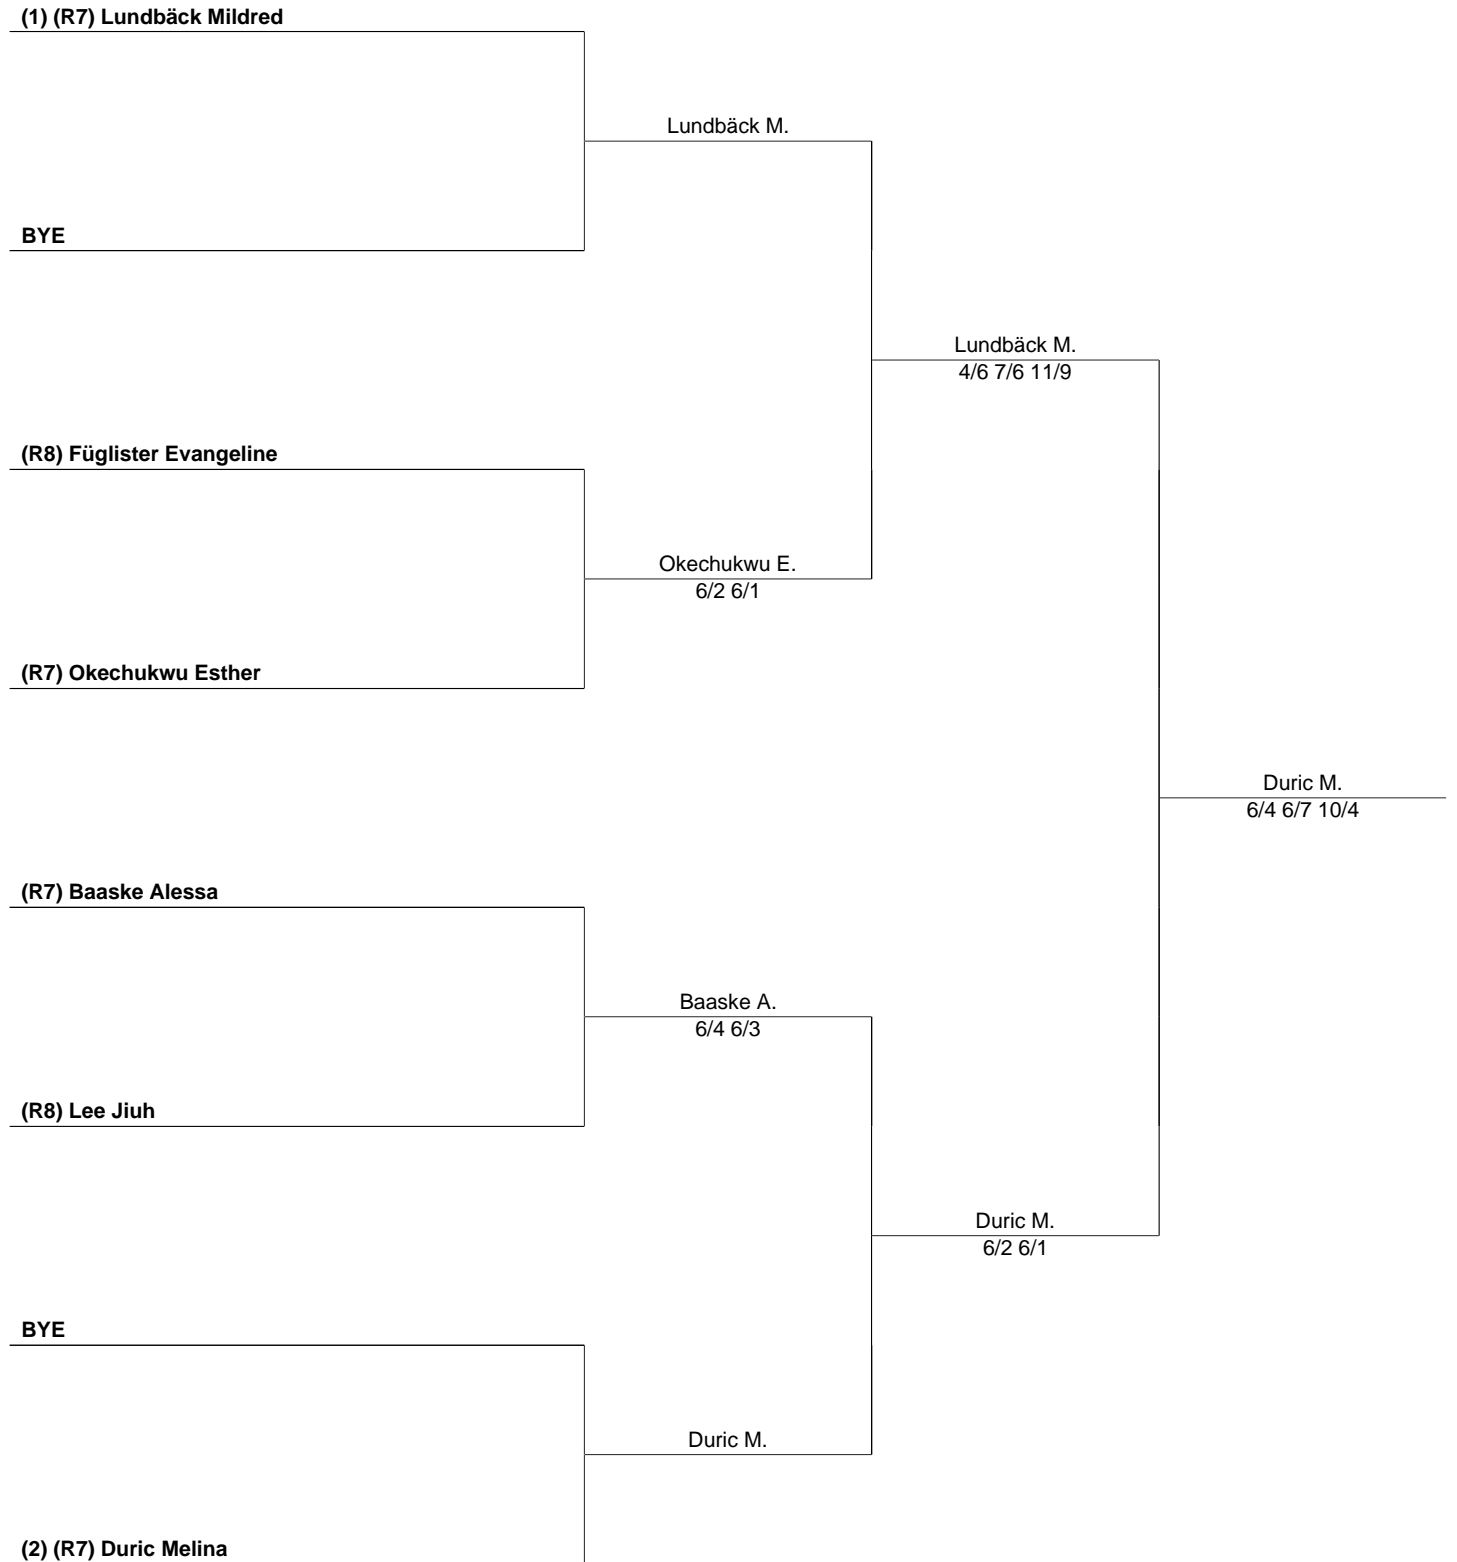 (1) (R7) Lundbäck Mildred
Lundbäck M.
BYE
Lundbäck M.
4/6 7/6 11/9
(R8) Füglister Evangeline
Okechukwu E.
6/2 6/1
(R7) Okechukwu Esther
Duric M.
6/4 6/7 10/4
(R7) Baaske Alessa
Baaske A.
6/4 6/3
(R8) Lee Jiuh
Duric M.
6/2 6/1
BYE
Duric M.
(2) (R7) Duric Melina